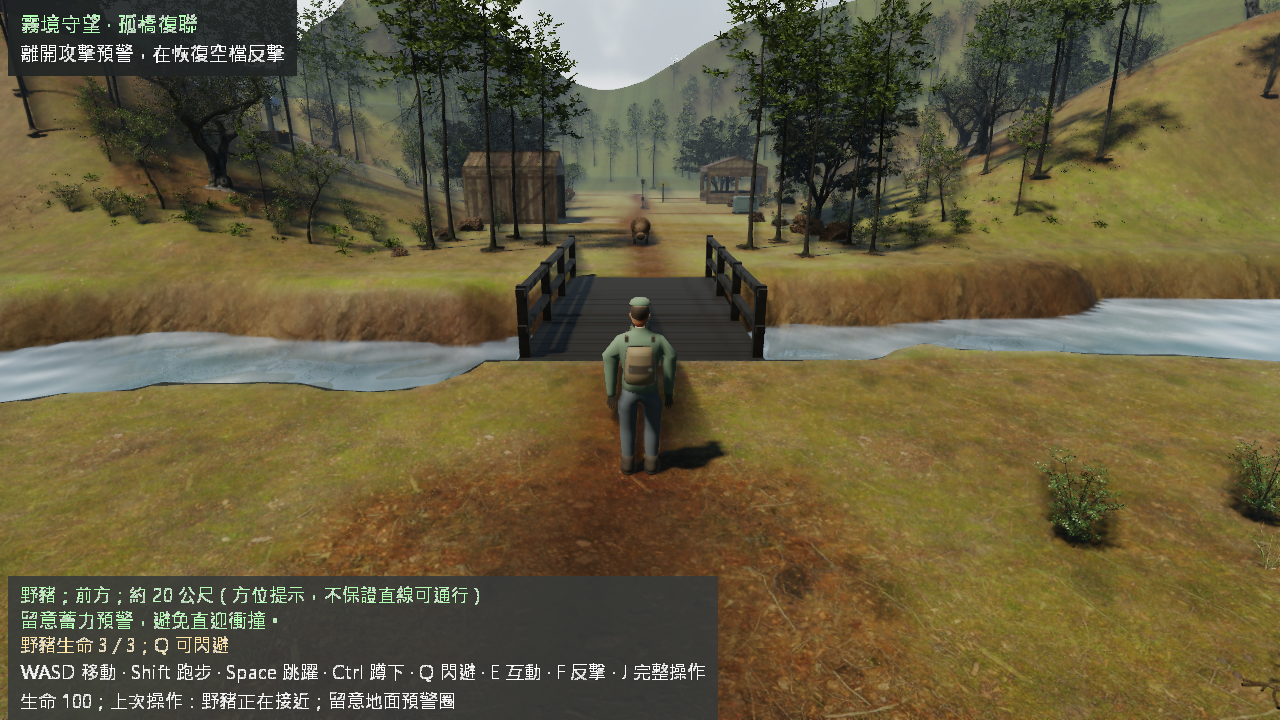 霧境守望 · 孤橋復聯
離開攻擊預警，在恢復空檔反擊
野豬；前方；約 20 公尺（方位提示，不保證直線可通行）
留意蓄力預警，避免直迎衝撞。
野豬生命 3 / 3；Q 可閃避
WASD 移動 · Shift 跑步 · Space 跳躍 · Ctrl 蹲下 · Q 閃避 · E 互動 · F 反擊 · J 完整操作
生命 100；上次操作：野豬正在接近；留意地面預警圈